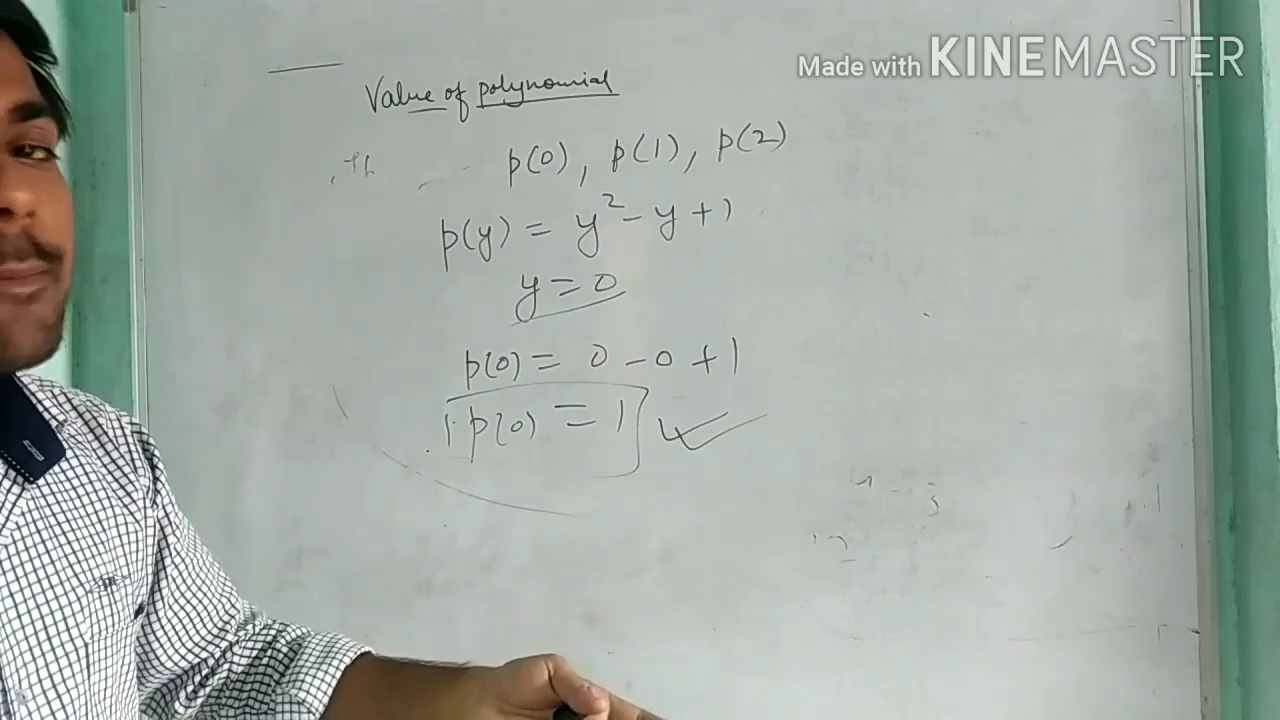 Made with KINEMASTER
Value of polynomial
p(0), p(1), p(2)
p(y) = y² - y + 1
y = 0
p(0) = 0 - 0 + 1
p(0) = 1